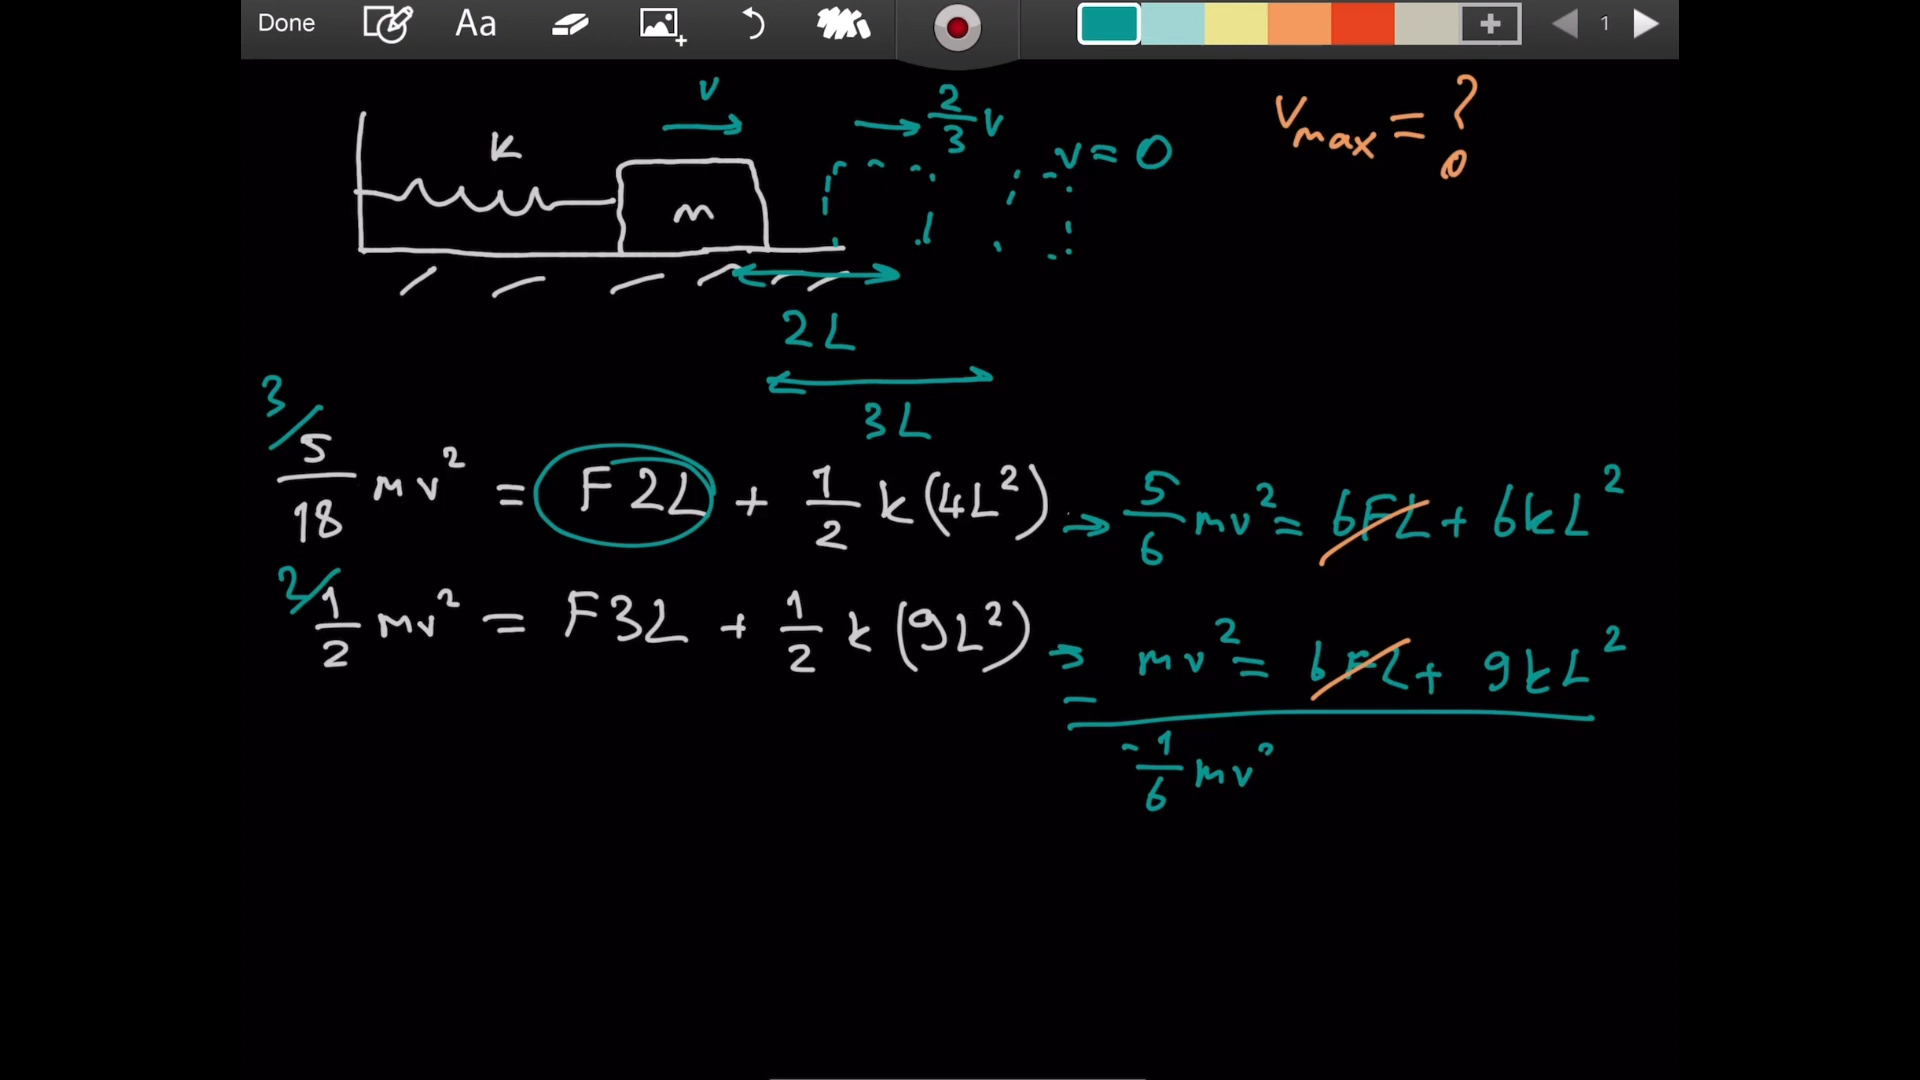 Done Aa 1
v
→ 2/3 v
v = 0
v_max = ?
k
m
2L
3L
3/ 5/18 mv² = F2L + 1/2 k(4L²) → 5/6 mv² = 6FL + 6kL²
2/ 1/2 mv² = F3L + 1/2 k(9L²) → mv² = 6FL + 9kL²
-
-1/6 mv²